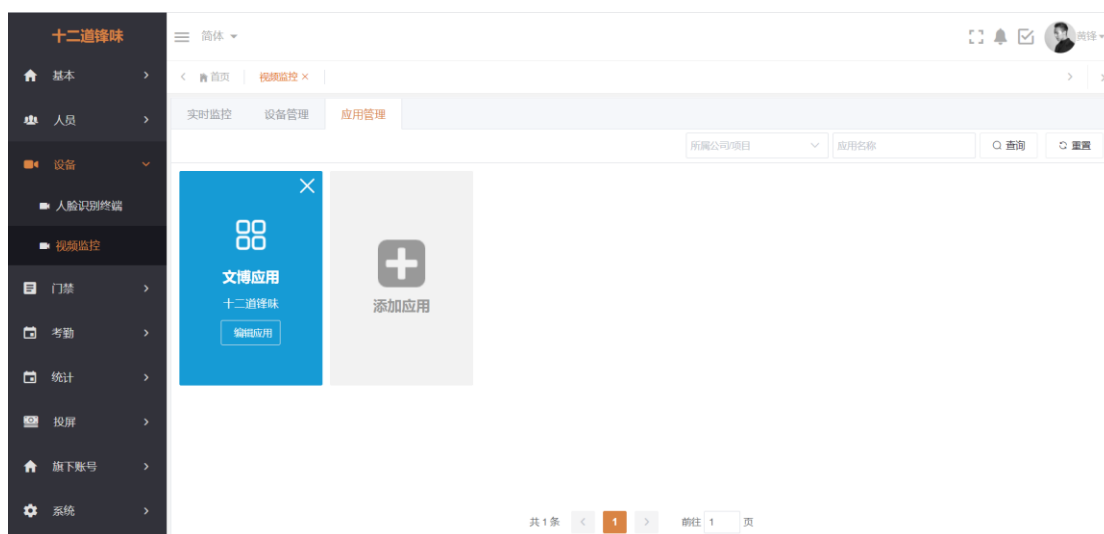 十二道锋味
简体
黄锋
基本
首页
视频监控
人员
实时监控
设备管理
应用管理
所属公司/项目
应用名称
查询
重置
设备
人脸识别终端
视频监控
门禁
考勤
统计
投屏
旗下账号
系统
文博应用
十二道锋味
编辑应用
添加应用
共 1 条
1
前往
1
页